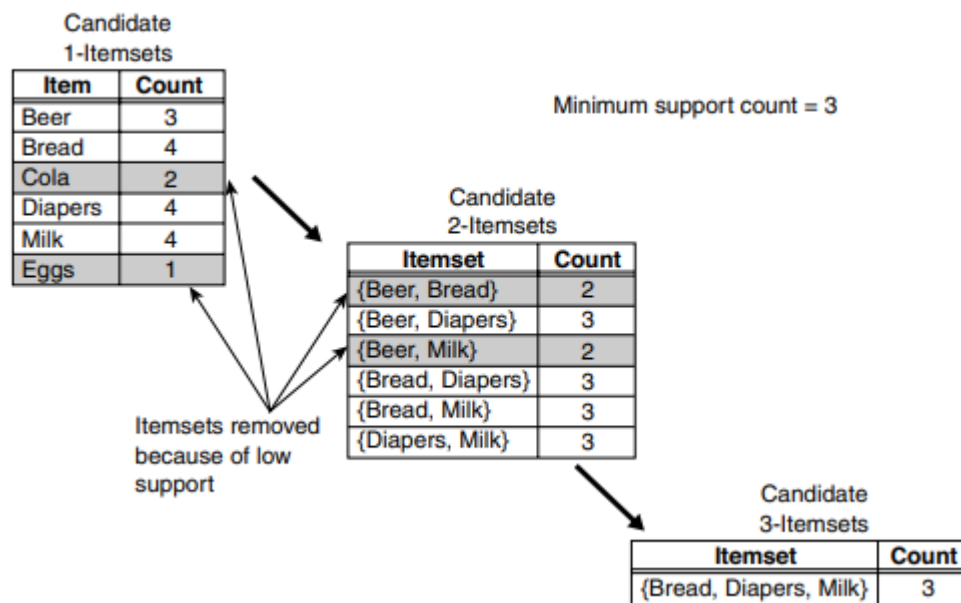 Candidate
1-Itemsets
Item Count
Beer 3
Bread 4
Cola 2
Diapers 4
Milk 4
Eggs 1
Minimum support count = 3
Candidate
2-Itemsets
Itemset Count
{Beer, Bread} 2
{Beer, Diapers} 3
{Beer, Milk} 2
{Bread, Diapers} 3
{Bread, Milk} 3
{Diapers, Milk} 3
Itemsets removed
because of low
support
Candidate
3-Itemsets
Itemset Count
{Bread, Diapers, Milk} 3